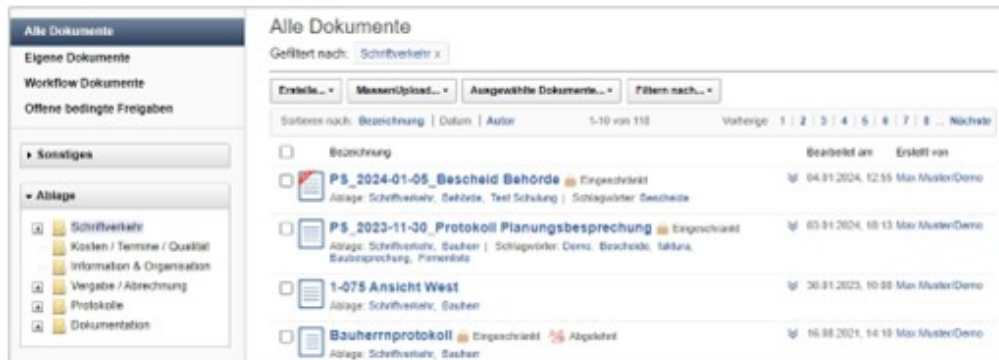 Alle Dokumente
Eigene Dokumente
Workflow Dokumente
Offene bedingte Freigaben
Sonstiges
Ablage
Schriftverkehr
Kosten / Termine / Qualität
Information & Organisation
Vergabe / Abrechnung
Protokolle
Dokumentation
Alle Dokumente
Gefiltert nach: Schriftverkehr x
Erstelle... MassenUpload... Ausgewählte Dokumente... Filtern nach...
Sortieren nach: Bezeichnung | Datum | Autor 1-10 von 118 Vorherige 1 | 2 | 3 | 4 | 5 | 6 | 7 | 8 ... Nächste
Bezeichnung Bearbeitet am Erstellt von
PS_2024-01-05_Bescheid Behörde Eingeschränkt 04.01.2024, 12:55 Max Muster/Demo
Ablage: Schriftverkehr, Behörde, Test Schulung | Schlagwörter: Bescheide
PS_2023-11-30_Protokoll Planungsbesprechung Eingeschränkt 03.01.2024, 10:13 Max Muster/Demo
Ablage: Schriftverkehr, Bauherr | Schlagwörter: Demo, Bescheide, faktura,
Baubesprechung, Firmenliste
1-075 Ansicht West 30.01.2023, 10:08 Max Muster/Demo
Ablage: Schriftverkehr, Bauherr
Bauherrnprotokoll Eingeschränkt Abgelehnt 16.08.2021, 14:10 Max Muster/Demo
Ablage: Schriftverkehr, Bauherr